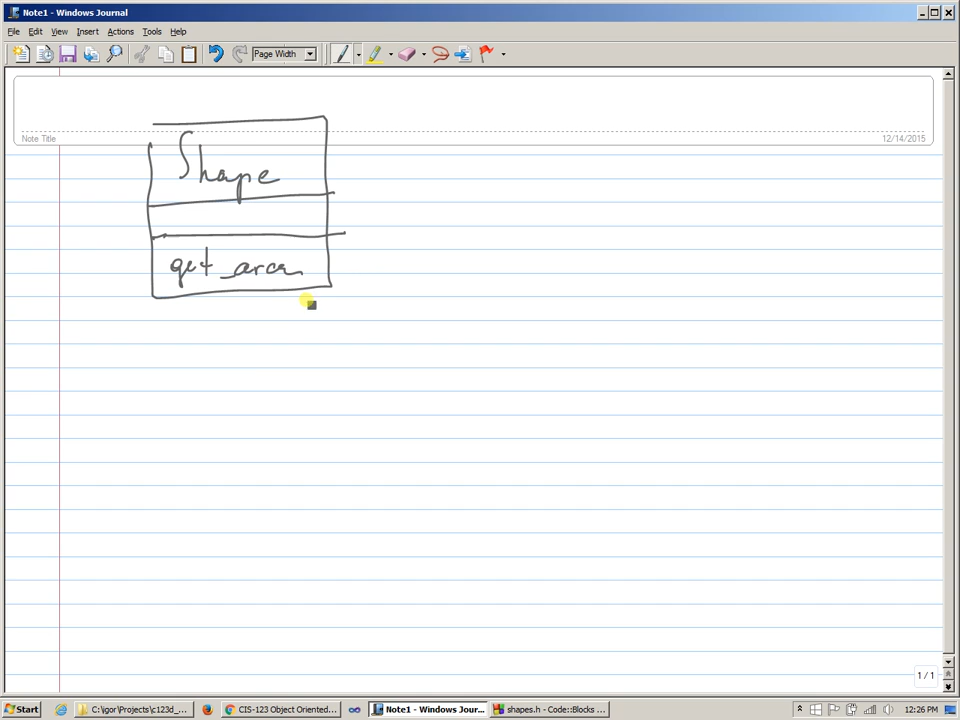 Note1 - Windows Journal
File Edit View Insert Actions Tools Help
Page Width
Note Title
12/14/2015
Shape
get_area
1 / 1
Start
C:\igor\Projects\c123d_...
CIS-123 Object Oriented...
Note1 - Windows Jour...
shapes.h - Code::Blocks ...
12:26 PM